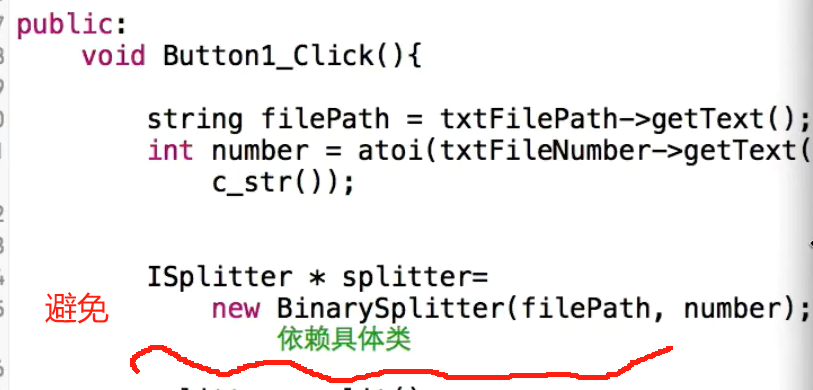 public:
void Button1_Click(){
string filePath = txtFilePath->getText();
int number = atoi(txtFileNumber->getText(
c_str());
ISplitter * splitter=
避免 new BinarySplitter(filePath, number);
依赖具体类